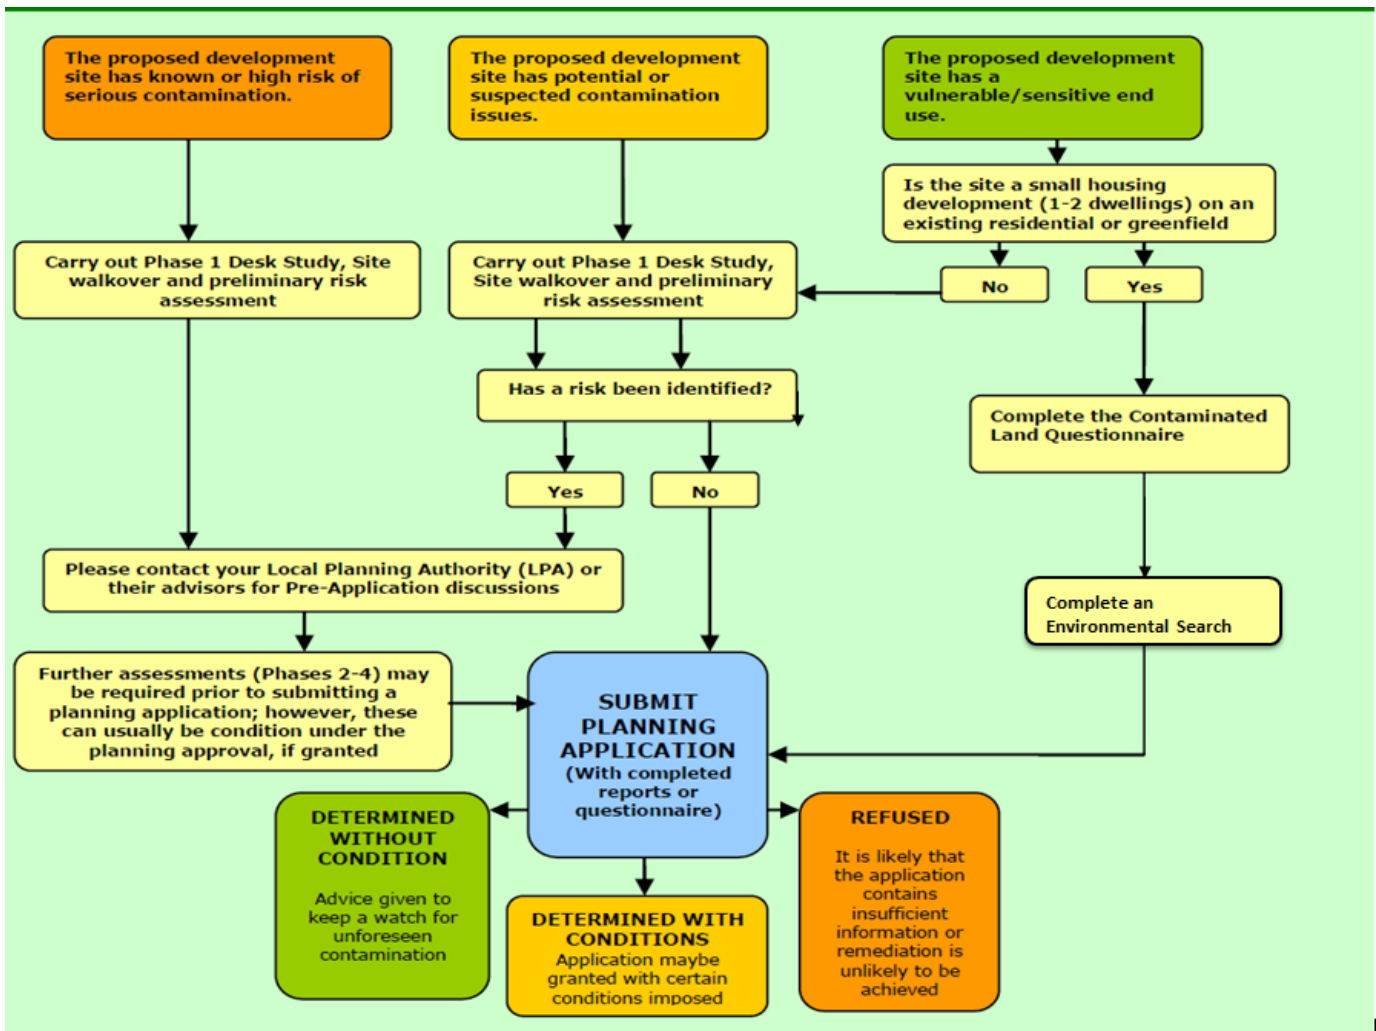 The proposed development
site has known or high risk of
serious contamination.
The proposed development
site has potential or
suspected contamination
issues.
The proposed development
site has a
vulnerable/sensitive end
use.
Is the site a small housing
development (1-2 dwellings) on an
existing residential or greenfield
No
Yes
Carry out Phase 1 Desk Study, Site
walkover and preliminary risk
assessment
Carry out Phase 1 Desk Study,
Site walkover and preliminary
risk assessment
Has a risk been identified?
Yes
No
Complete the Contaminated
Land Questionnaire
Please contact your Local Planning Authority (LPA) or
their advisors for Pre-Application discussions
Complete an
Environmental Search
Further assessments (Phases 2-4) may
be required prior to submitting a
planning application; however, these
can usually be condition under the
planning approval, if granted
SUBMIT
PLANNING
APPLICATION
(With completed
reports or
questionnaire)
DETERMINED
WITHOUT
CONDITION
Advice given to
keep a watch for
unforeseen
contamination
DETERMINED WITH
CONDITIONS
Application maybe
granted with certain
conditions imposed
REFUSED
It is likely that
the application
contains
insufficient
information or
remediation is
unlikely to be
achieved